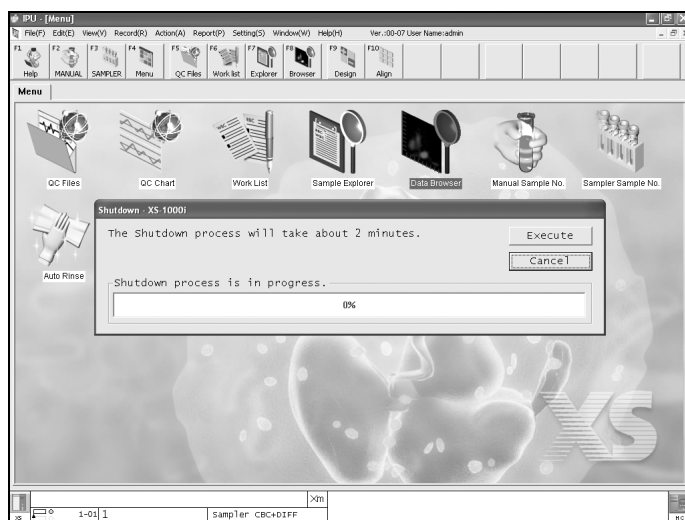 IPU - [Menu]
File(F) Edit(E) View(V) Record(R) Action(A) Report(P) Setting(S) Window(W) Help(H) Ver.:00-07 User Name:admin
F1 F2 F3 F4 F5 F6 F7 F8 F9 F10
Help MANUAL SAMPLER Menu QC Files Work list Explorer Browser Design Align
Menu
QC Files QC Chart Work List Sample Explorer Data Browser Manual Sample No. Sampler Sample No.
Shutdown - XS-1000i
The Shutdown process will take about 2 minutes.
Execute
Cancel
Auto Rinse
Shutdown process is in progress.
0%
XS
Xm
XS 1-01 1 Sampler CBC+DIFF HC